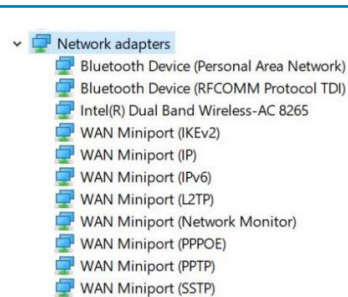 Network adapters
Bluetooth Device (Personal Area Network)
Bluetooth Device (RFCOMM Protocol TDI)
Intel(R) Dual Band Wireless-AC 8265
WAN Miniport (IKEv2)
WAN Miniport (IP)
WAN Miniport (IPv6)
WAN Miniport (L2TP)
WAN Miniport (Network Monitor)
WAN Miniport (PPPOE)
WAN Miniport (PPTP)
WAN Miniport (SSTP)